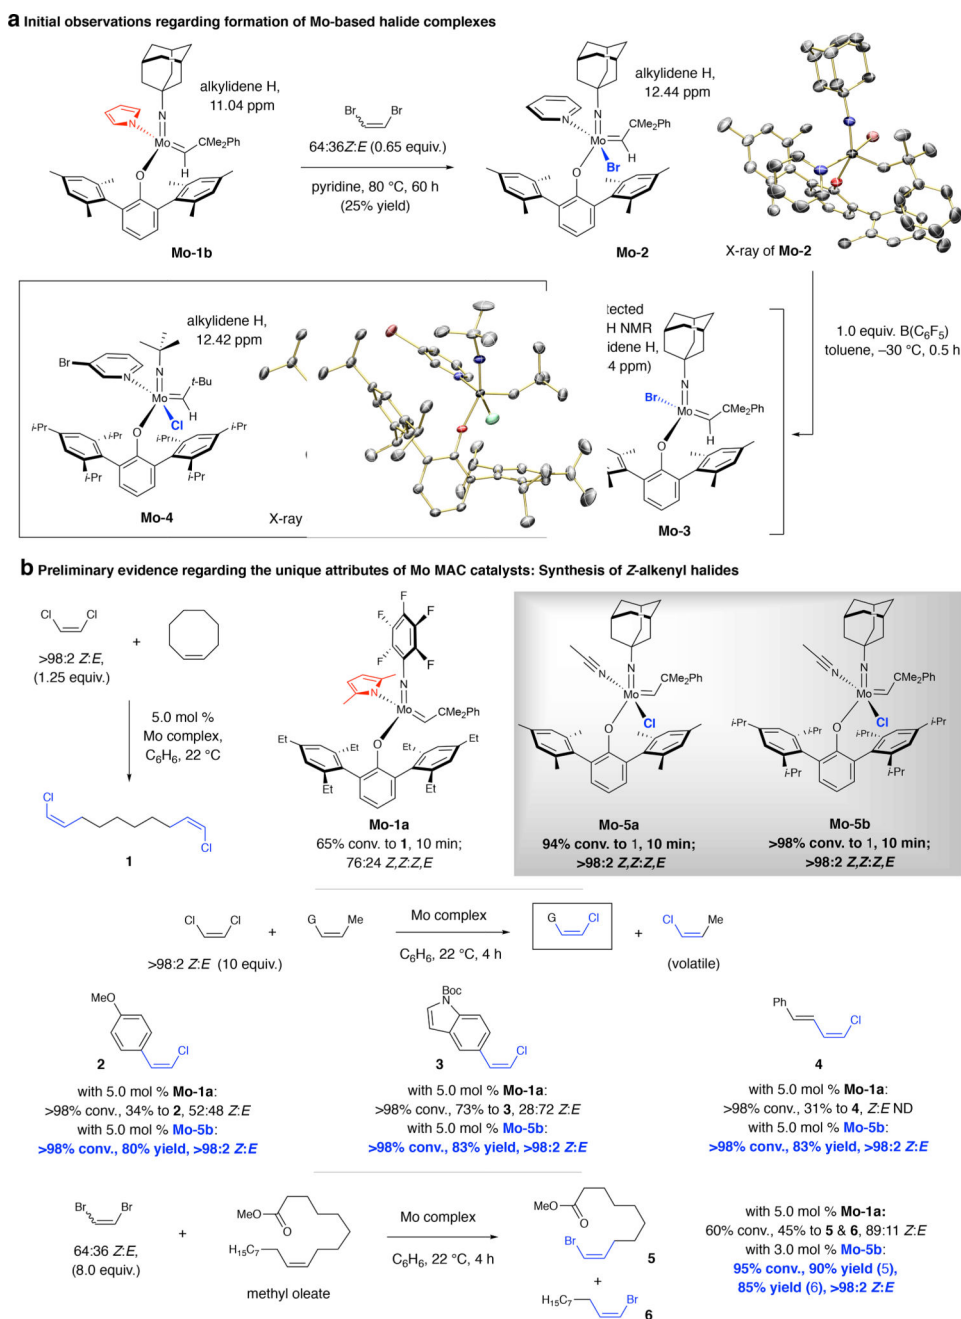 a Initial observations regarding formation of Mo-based halide complexes
alkylidene H,
11.04 ppm
N
N
Mo
CMe2Ph
H
O
Mo-1b
Br Br
64:36 Z:E (0.65 equiv.)
pyridine, 80 °C, 60 h
(25% yield)
alkylidene H,
12.44 ppm
N
N
Mo
CMe2Ph
H
Br
O
Mo-2
X-ray of Mo-2
1.0 equiv. B(C6F5)
toluene, –30 °C, 0.5 h
alkylidene H,
12.42 ppm
Br
N
N
t-Bu
Mo
H
Cl
O
i-Pr i-Pr i-Pr i-Pr
i-Pr i-Pr
Mo-4
X-ray
tected
H NMR
idene H,
4 ppm)
N
Br
Mo
CMe2Ph
H
O
Mo-3
b Preliminary evidence regarding the unique attributes of Mo MAC catalysts: Synthesis of Z-alkenyl halides
Cl Cl
+
>98:2 Z:E,
(1.25 equiv.)
5.0 mol %
Mo complex,
C6H6, 22 °C
Cl
Cl
1
F
F F
F F
N
N
Mo
CMe2Ph
O
Et Et Et Et
Et Et
Mo-1a
65% conv. to 1, 10 min;
76:24 Z,Z:Z,E
N
N
Mo
CMe2Ph
Cl
O
Mo-5a
94% conv. to 1, 10 min;
>98:2 Z,Z:Z,E
N
N
Mo
CMe2Ph
Cl
O
i-Pr i-Pr i-Pr i-Pr
i-Pr i-Pr
Mo-5b
>98% conv. to 1, 10 min;
>98:2 Z,Z:Z,E
Cl Cl
+
G Me
Mo complex
C6H6, 22 °C, 4 h
G Cl
+
Cl Me
>98:2 Z:E (10 equiv.)
(volatile)
MeO
Cl
2
with 5.0 mol % Mo-1a:
>98% conv., 34% to 2, 52:48 Z:E
with 5.0 mol % Mo-5b:
>98% conv., 80% yield, >98:2 Z:E
Boc
N
Cl
3
with 5.0 mol % Mo-1a:
>98% conv., 73% to 3, 28:72 Z:E
with 5.0 mol % Mo-5b:
>98% conv., 83% yield, >98:2 Z:E
Ph
Cl
4
with 5.0 mol % Mo-1a:
>98% conv., 31% to 4, Z:E ND
with 5.0 mol % Mo-5b:
>98% conv., 83% yield, >98:2 Z:E
Br Br
64:36 Z:E,
(8.0 equiv.)
+
MeO
O
H15C7
methyl oleate
Mo complex
C6H6, 22 °C, 4 h
MeO
O
Br
5
+
H15C7
Br
6
with 5.0 mol % Mo-1a:
60% conv., 45% to 5 & 6, 89:11 Z:E
with 3.0 mol % Mo-5b:
95% conv., 90% yield (5),
85% yield (6), >98:2 Z:E